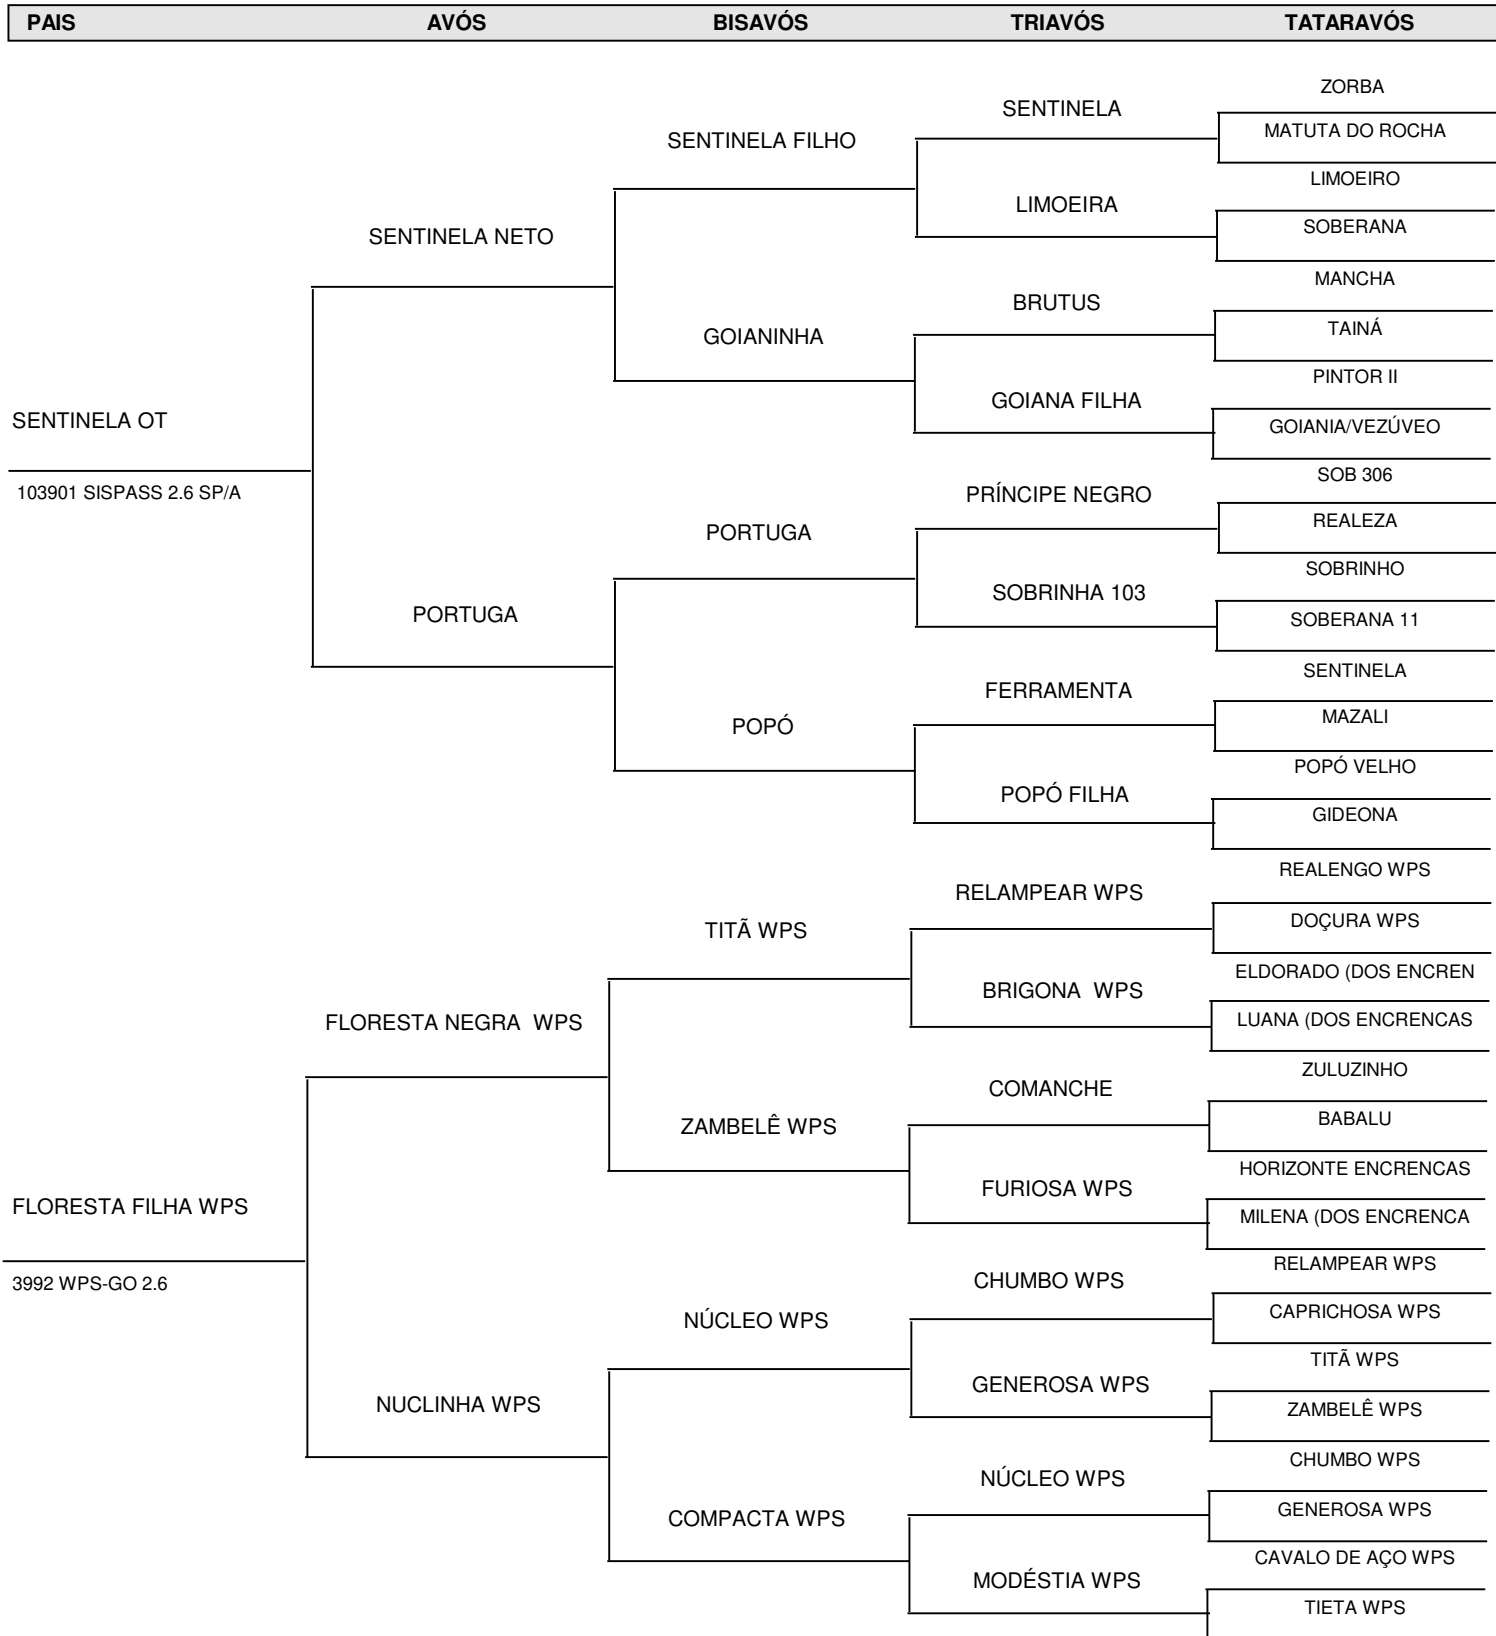 PAIS AVÓS BISAVÓS TRIAVÓS TATARAVÓS
ZORBA
SENTINELA
MATUTA DO ROCHA
SENTINELA FILHO
LIMOEIRO
LIMOEIRA
SOBERANA
SENTINELA NETO
MANCHA
BRUTUS
TAINÁ
GOIANINHA
PINTOR II
GOIANA FILHA
SENTINELA OT
GOIANIA/VEZÚVEO
SOB 306
103901 SISPASS 2.6 SP/A
PRÍNCIPE NEGRO
REALEZA
PORTUGA
SOBRINHO
SOBRINHA 103
PORTUGA
SOBERANA 11
SENTINELA
FERRAMENTA
MAZALI
POPÓ
POPÓ VELHO
POPÓ FILHA
GIDEONA
REALENGO WPS
RELAMPEAR WPS
DOÇURA WPS
TITÃ WPS
ELDORADO (DOS ENCREN
BRIGONA  WPS
LUANA (DOS ENCRENCAS
FLORESTA NEGRA  WPS
ZULUZINHO
COMANCHE
BABALU
ZAMBELÊ WPS
HORIZONTE ENCRENCAS
FURIOSA WPS
FLORESTA FILHA WPS
MILENA (DOS ENCRENCA
RELAMPEAR WPS
3992 WPS-GO 2.6
CHUMBO WPS
CAPRICHOSA WPS
NÚCLEO WPS
TITÃ WPS
GENEROSA WPS
NUCLINHA WPS
ZAMBELÊ WPS
CHUMBO WPS
NÚCLEO WPS
GENEROSA WPS
COMPACTA WPS
CAVALO DE AÇO WPS
MODÉSTIA WPS
TIETA WPS